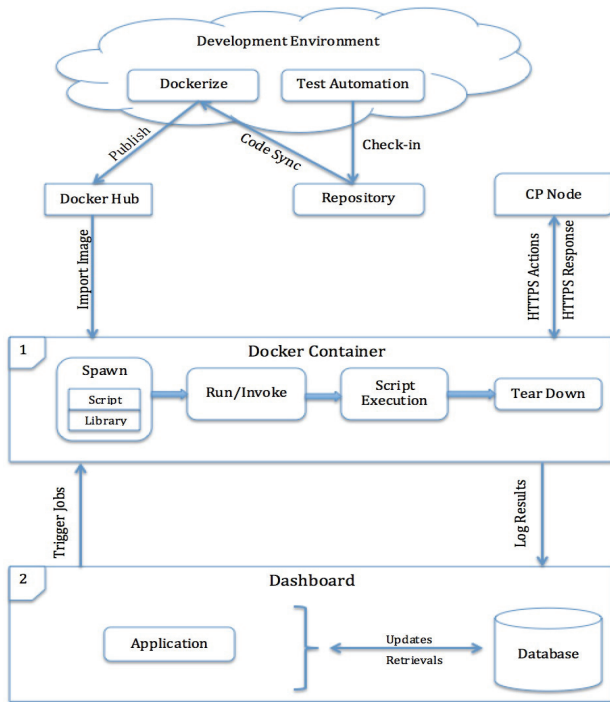 Development Environment
Dockerize
Test Automation
Publish
Code Sync
Check-in
Docker Hub
Repository
CP Node
Import Image
HTTPS Actions
HTTPS Response
1
Docker Container
Spawn
Script
Library
Run/Invoke
Script
Execution
Tear Down
Trigger Jobs
Log Results
2
Dashboard
Application
Updates
Retrievals
Database